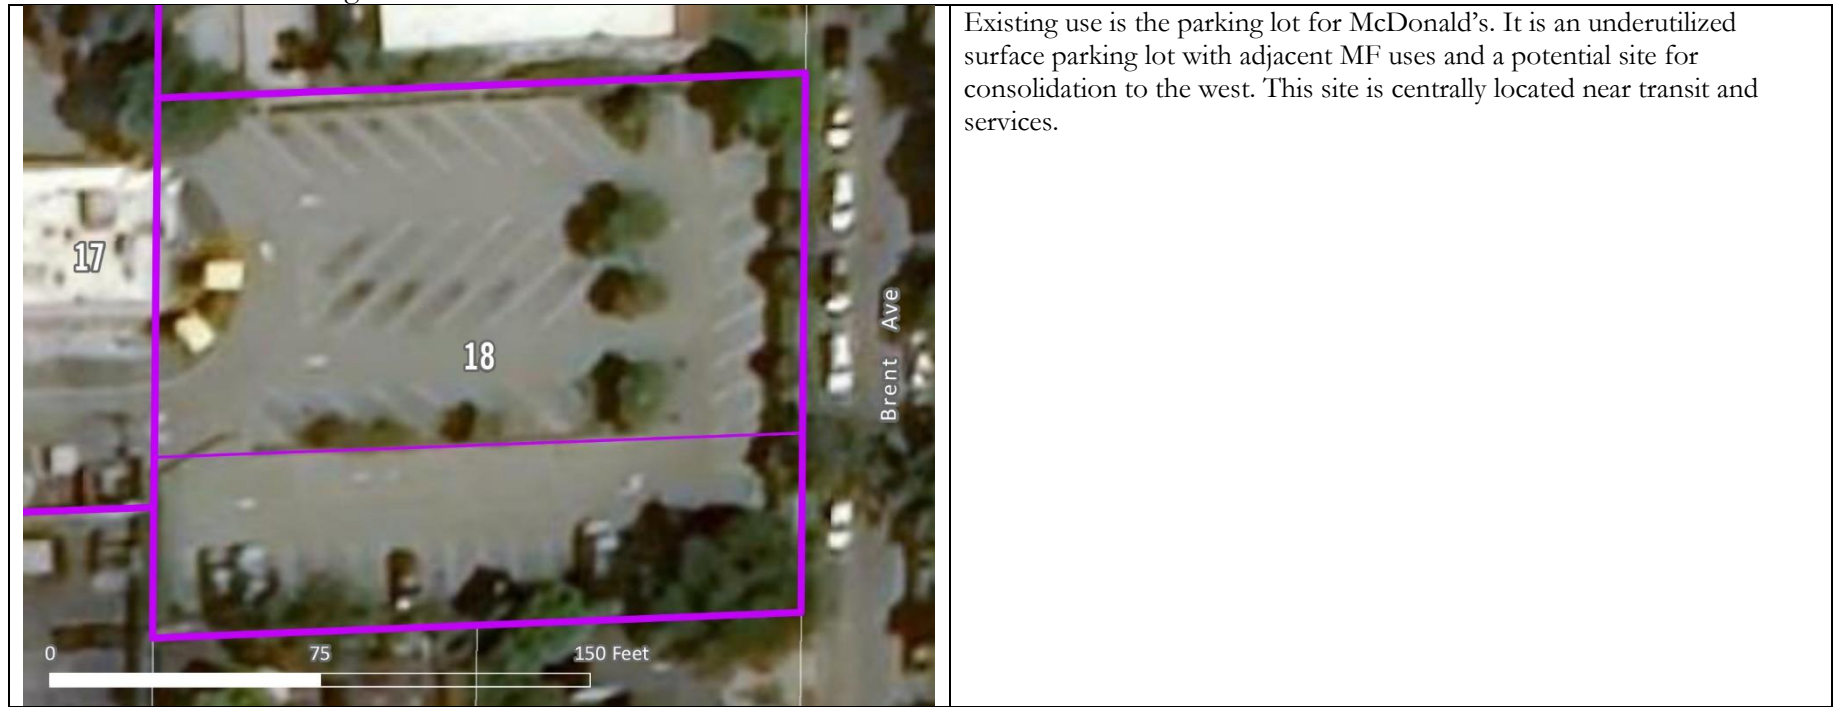 Existing use is the parking lot for McDonald’s. It is an underutilized
surface parking lot with adjacent MF uses and a potential site for
consolidation to the west. This site is centrally located near transit and
services.
17
18
Brent Ave
0 75 150 Feet